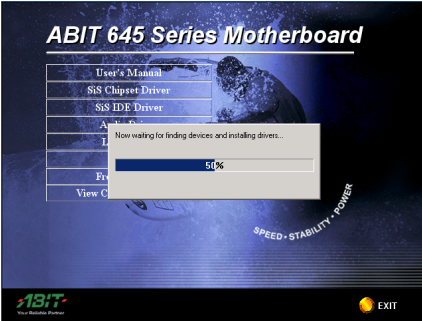 ABIT 645 Series Motherboard
User's Manual
SiS Chipset Driver
SiS IDE Driver
Now waiting for finding devices and installing drivers...
50%
View C
SPEED • STABILITY • POWER
ABIT
Your Reliable Partner
EXIT